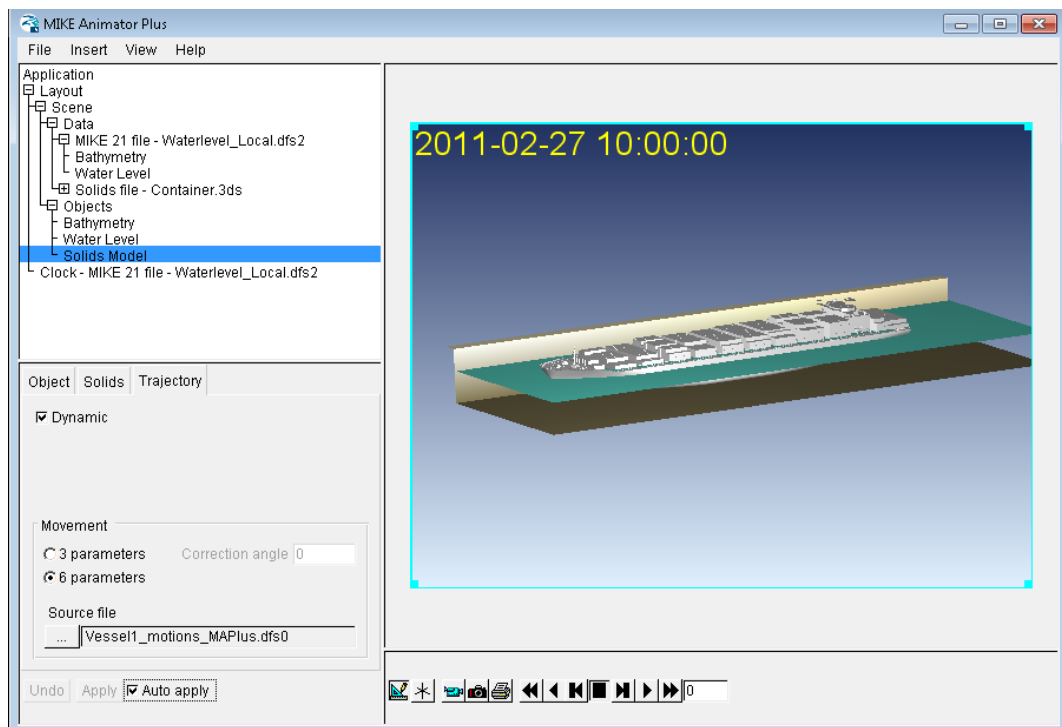 MIKE Animator Plus
File Insert View Help
Application
Layout
Scene
Data
MIKE 21 file - Waterlevel_Local.dfs2
Bathymetry
Water Level
Solids file - Container.3ds
Objects
Bathymetry
Water Level
Solids Model
Clock - MIKE 21 file - Waterlevel_Local.dfs2
2011-02-27 10:00:00
Object Solids Trajectory
Dynamic
Movement
3 parameters Correction angle 0
6 parameters
Source file
... Vessel1_motions_MAPlus.dfs0
Undo Apply Auto apply
0